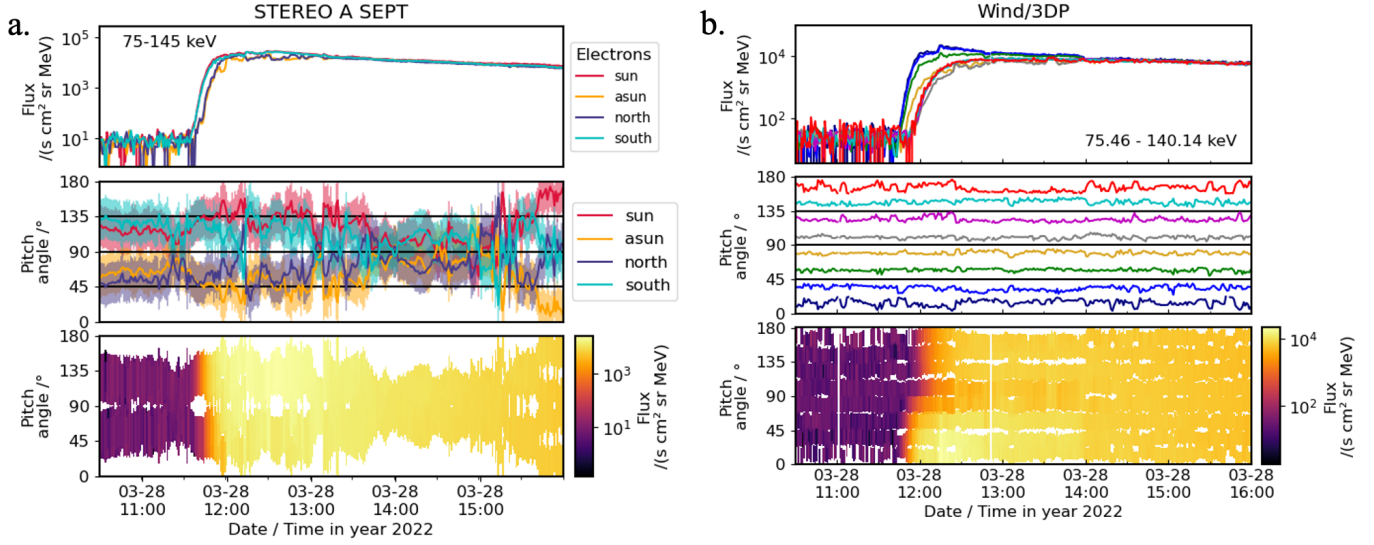 a.
STEREO A SEPT
75-145 keV
10⁵
10³
10¹
Flux
/(s cm² sr MeV)
Electrons
sun
asun
north
south
180
135
90
45
0
Pitch
angle /°
sun
asun
north
south
180
135
90
45
0
Pitch
angle /°
10³
10¹
Flux
/(s cm² sr MeV)
03-28 03-28 03-28 03-28 03-28
11:00 12:00 13:00 14:00 15:00
Date / Time in year 2022
b.
Wind/3DP
10⁴
10²
Flux
/(s cm² sr MeV)
75.46 - 140.14 keV
180
135
90
45
0
Pitch
angle / °
180
135
90
45
0
Pitch
angle / °
10⁴
10²
Flux
/(s cm² sr MeV)
03-28 03-28 03-28 03-28 03-28 03-28
11:00 12:00 13:00 14:00 15:00 16:00
Date / Time in year 2022